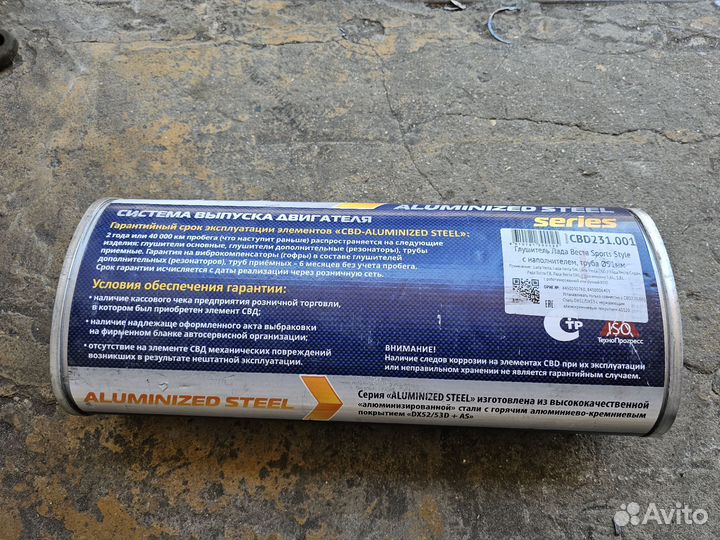 ALUMINIZED STEEL
series
СИСТЕМА ВЫПУСКА ДВИГАТЕЛЯ
Гарантийный срок эксплуатации элементов «CBD-ALUMINIZED STEEL»:
2 года или 40 000 км пробега (что наступит раньше) распространяется на следующие
изделия: глушители основные, глушители дополнительные (резонаторы), трубы
приемные. Гарантия на виброкомпенсаторы (гофры) в составе глушителей
дополнительных (резонаторов), труб приёмных – 6 месяцев без учета пробега.
Срок гарантии исчисляется с даты реализации через розничную сеть.
Условия обеспечения гарантии:
• наличие кассового чека предприятия розничной торговли,
в котором был приобретен элемент СВД;
• наличие надлежаще оформленного акта выбраковки
на фирменном бланке автосервисной организации;
• отсутствие на элементе СВД механических повреждений
возникших в результате нештатной эксплуатации.
CBD231.001
Глушитель Лада Веста Sports Style
с наполнителем, труба Ø51мм
СТР
ISO
ТехноПрогресс
ВНИМАНИЕ!
Наличие следов коррозии на элементах CBD при их эксплуатации
или неправильном хранении не является гарантийным случаем.
ALUMINIZED STEEL
Серия «ALUMINIZED STEEL» изготовлена из высококачественной
«алюминизированной» стали с горячим алюминиево-кремниевым
покрытием «DX52/53D + AS»
Avito